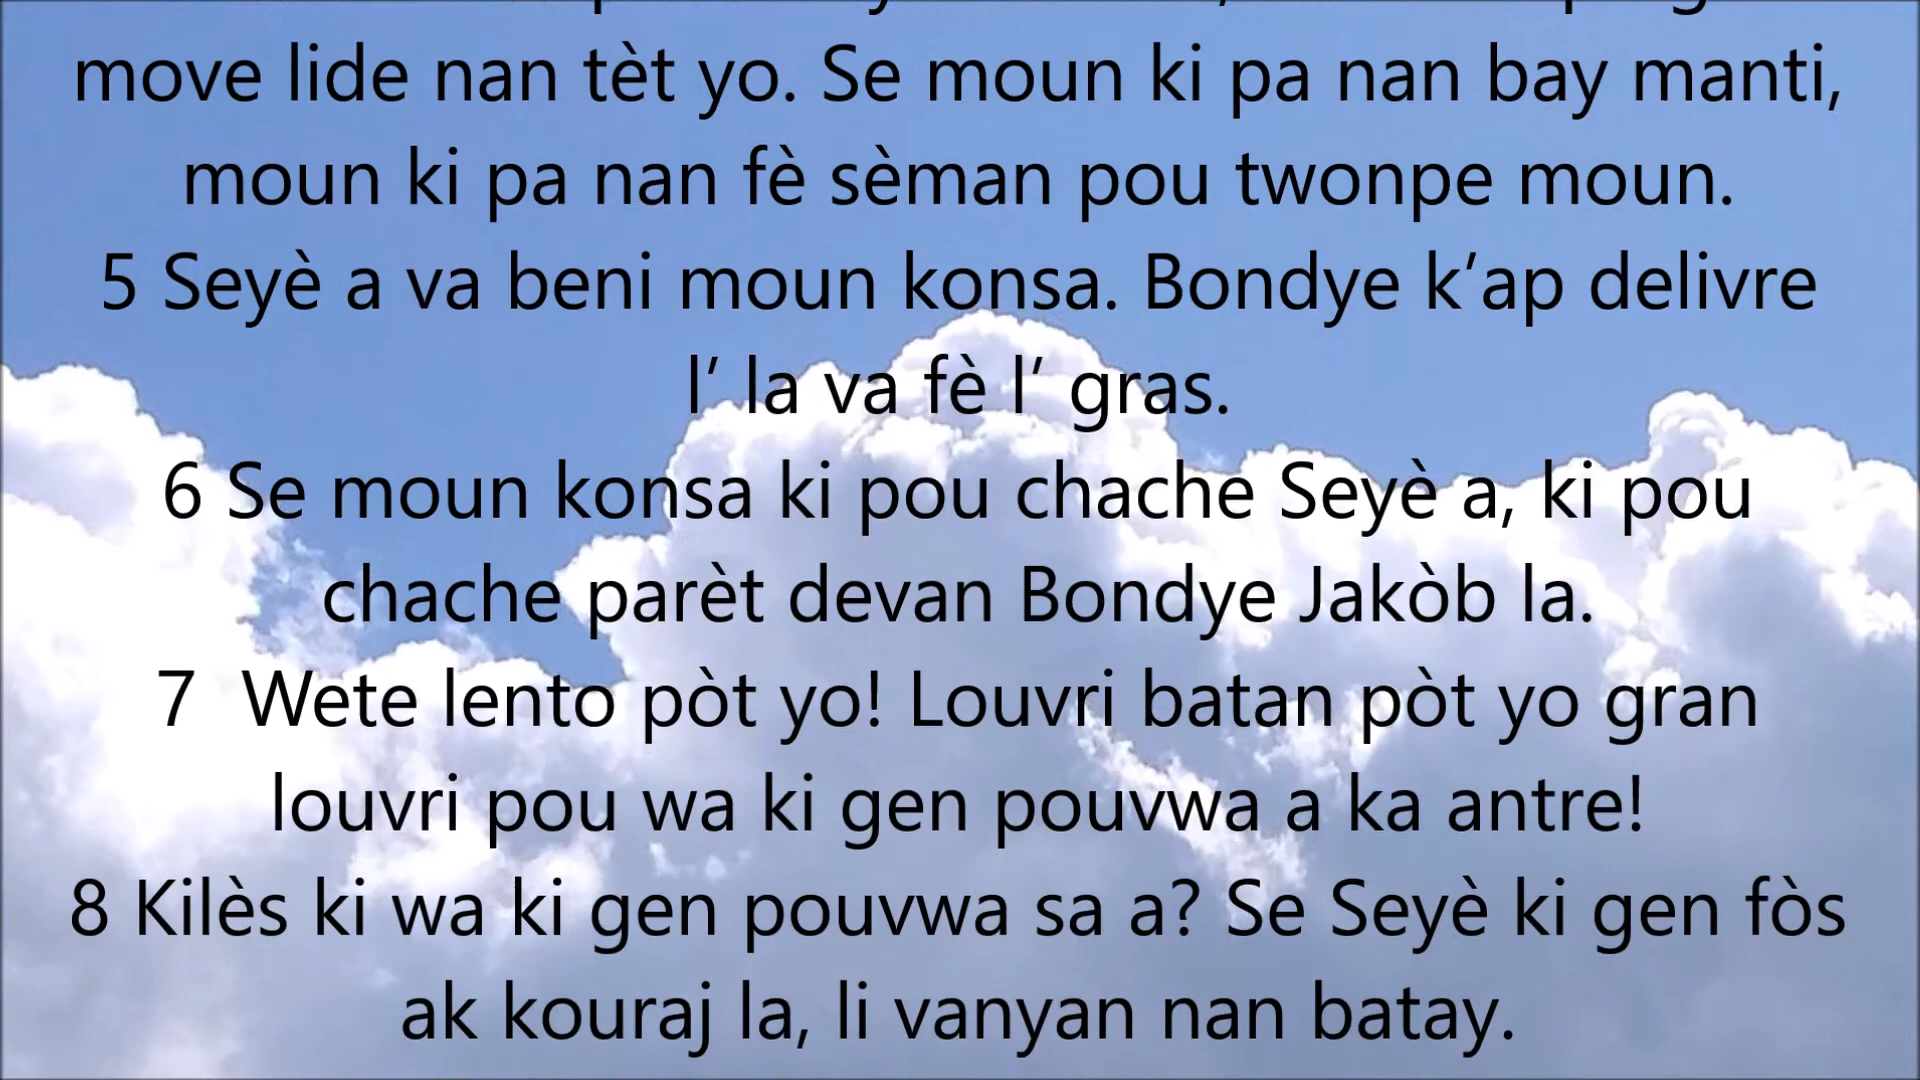 move lide nan tèt yo. Se moun ki pa nan bay manti,
moun ki pa nan fè sèman pou twonpe moun.
5 Seyè a va beni moun konsa. Bondye k’ap delivre
l’ la va fè l’ gras.
6 Se moun konsa ki pou chache Seyè a, ki pou
chache parèt devan Bondye Jakòb la.
7  Wete lento pòt yo! Louvri batan pòt yo gran
louvri pou wa ki gen pouvwa a ka antre!
8 Kilès ki wa ki gen pouvwa sa a? Se Seyè ki gen fòs
ak kouraj la, li vanyan nan batay.